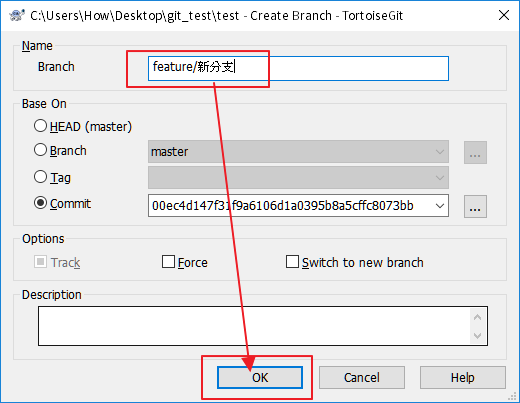 C:\Users\How\Desktop\git_test\test - Create Branch - TortoiseGit
Name
Branch feature/新分支
Base On
HEAD (master)
Branch master ...
Tag
Commit 00ec4d147f31f9a6106d1a0395b8a5cffc8073bb ...
Options
Track Force Switch to new branch
Description
OK Cancel Help